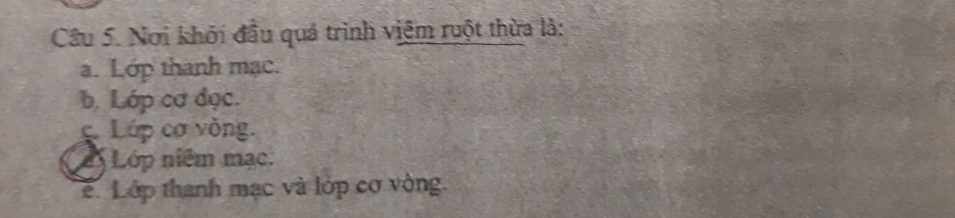 Câu 5. Nơi khởi đầu quá trình viêm ruột thừa là:
a. Lớp thanh mạc.
b. Lớp cơ dọc.
c. Lớp cơ vòng.
Lớp niêm mạc.
e. Lớp thanh mạc và lớp cơ vòng.